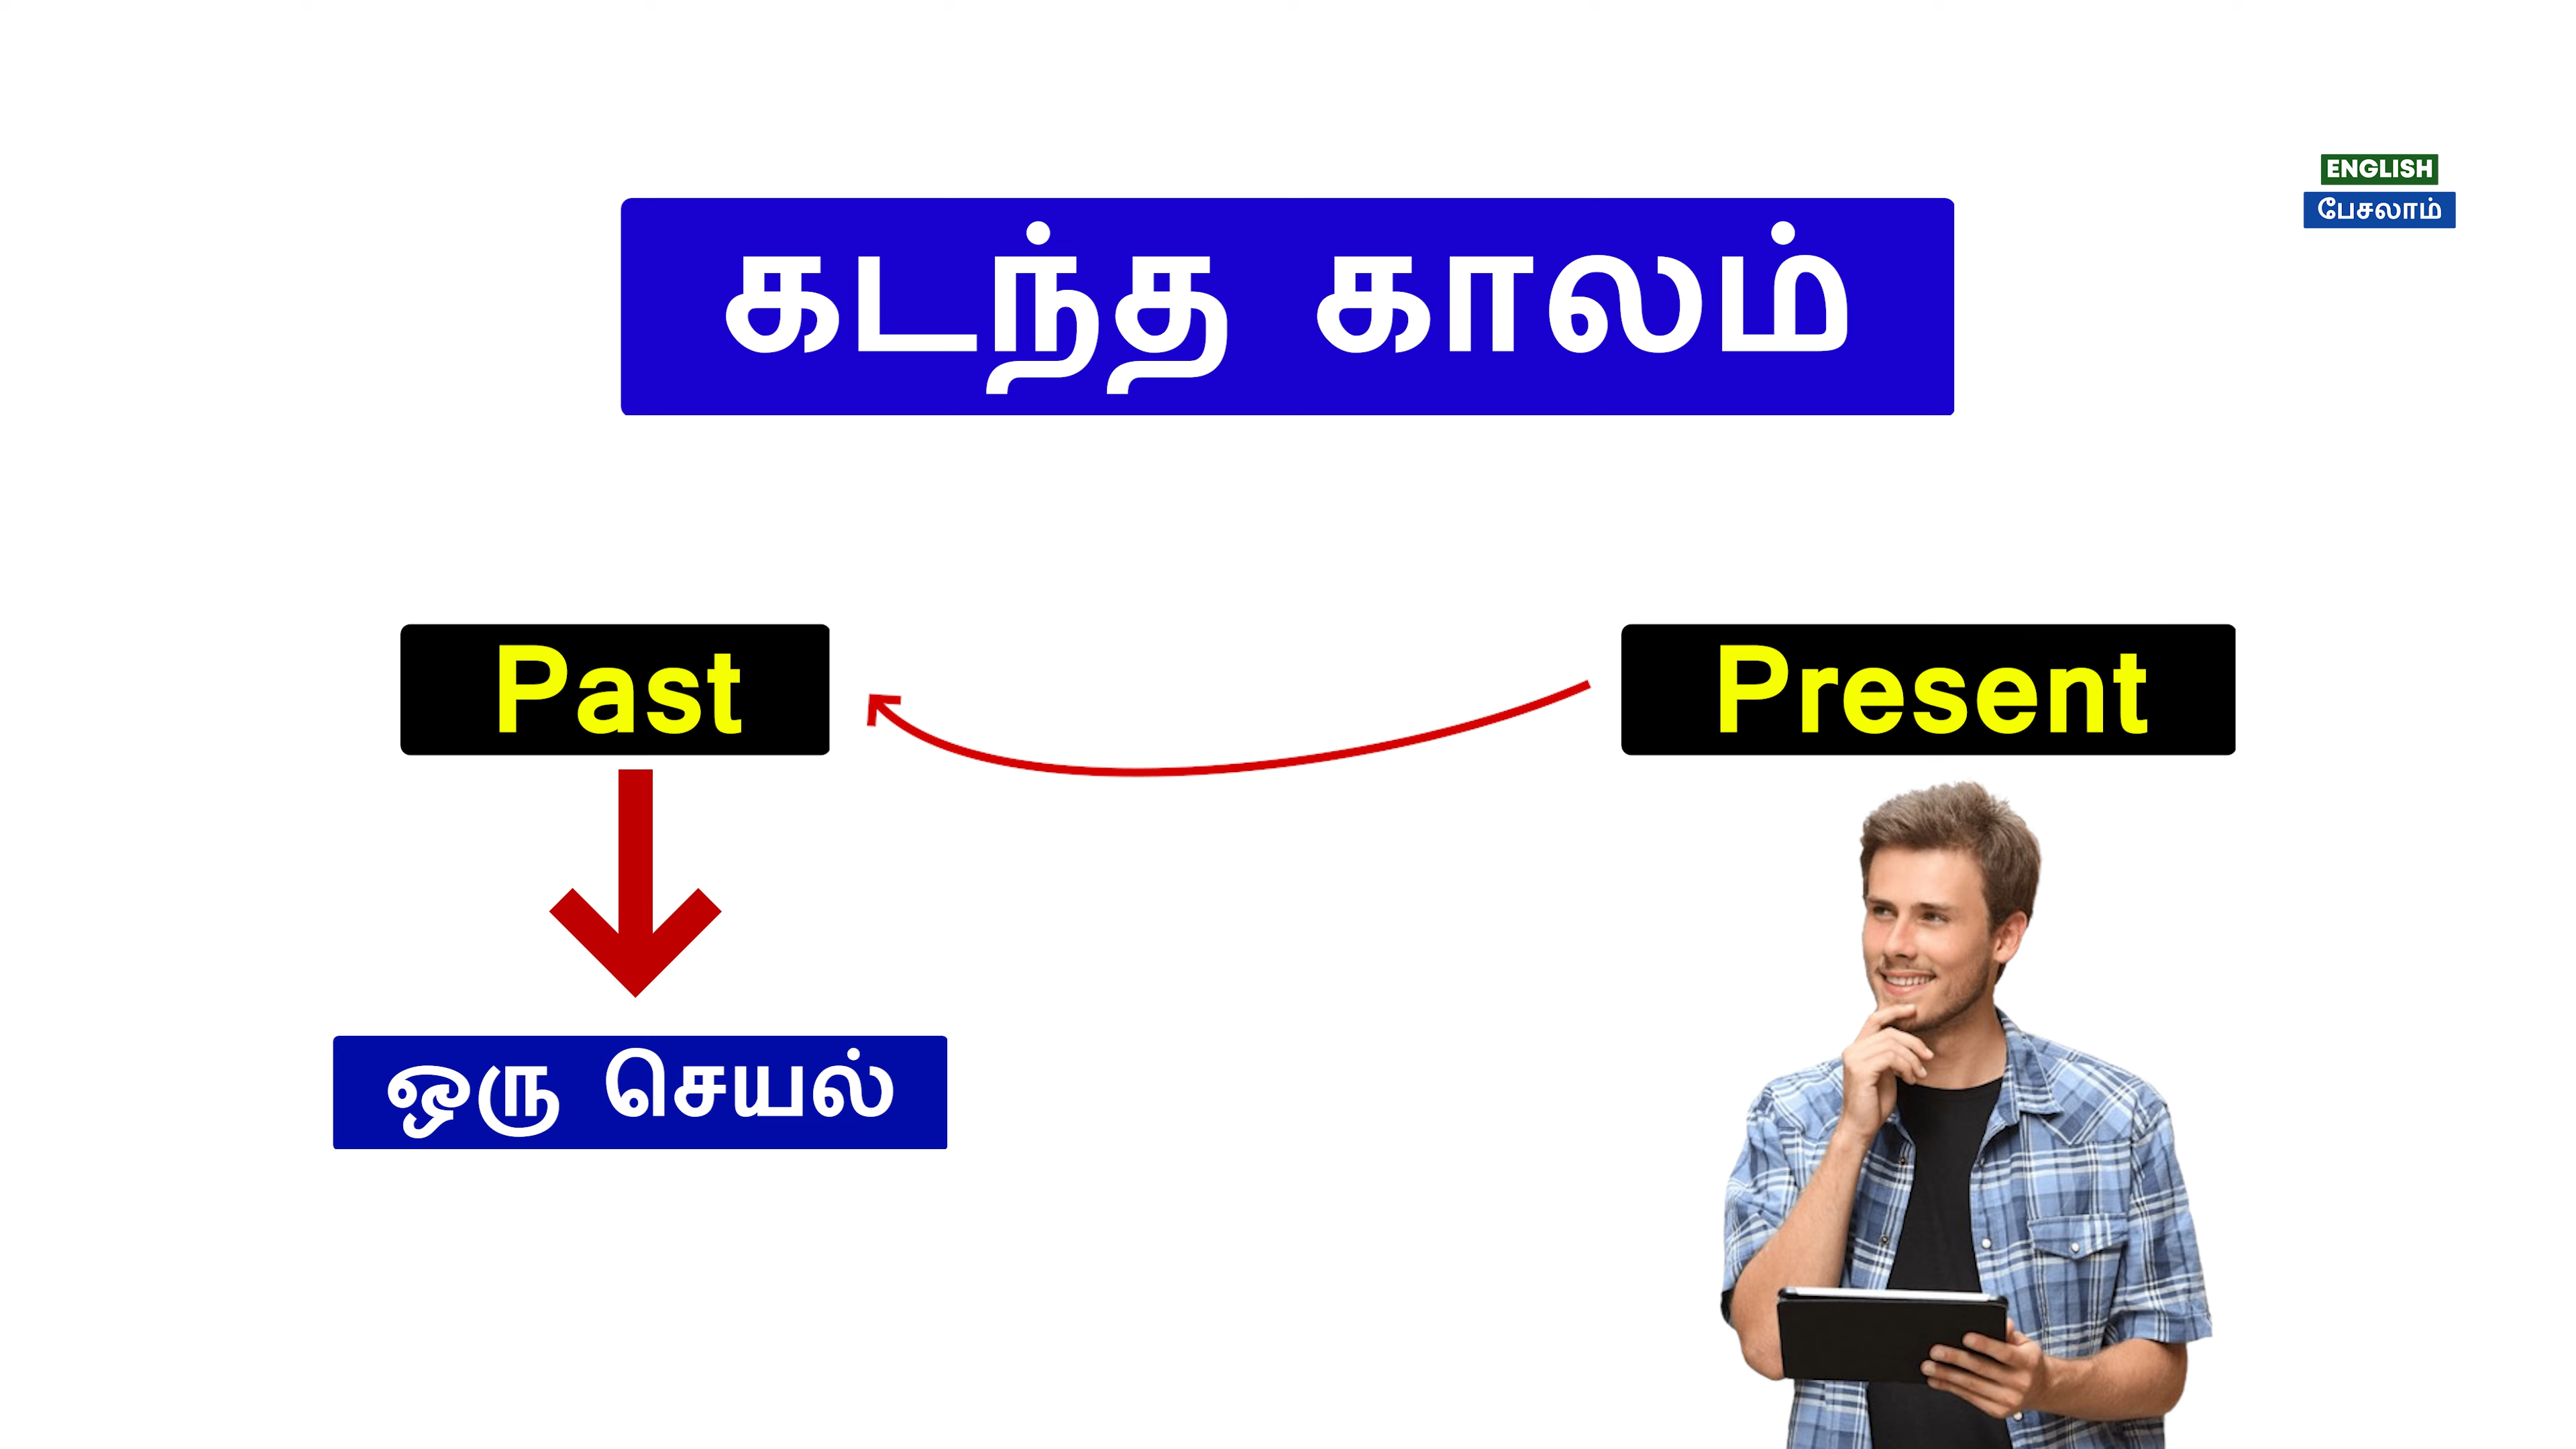 ENGLISH
பேசலாம்
கடந்த காலம்
Past
Present
ஒரு செயல்